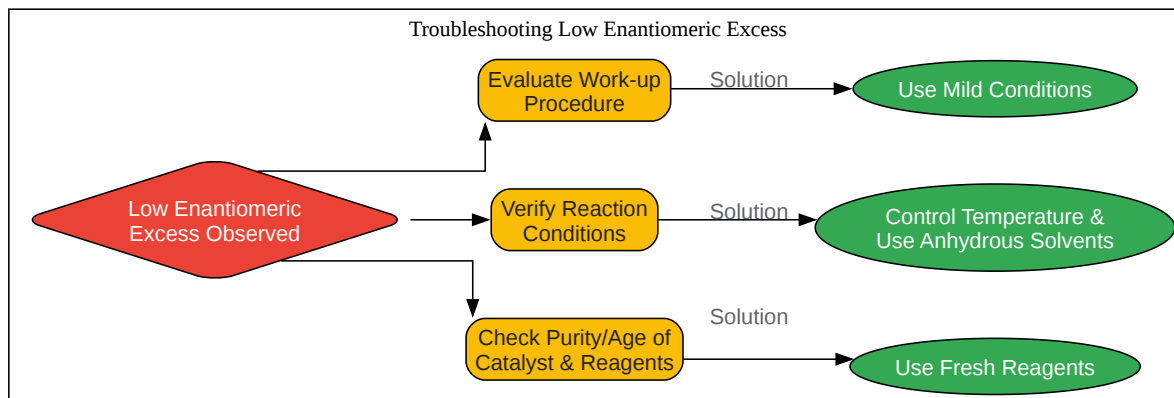 Troubleshooting Low Enantiomeric Excess
Evaluate Work-up
Procedure
Solution
Use Mild Conditions
Low Enantiomeric
Excess Observed
Verify Reaction
Conditions
Solution
Control Temperature &
Use Anhydrous Solvents
Check Purity/Age of
Catalyst & Reagents
Solution
Use Fresh Reagents